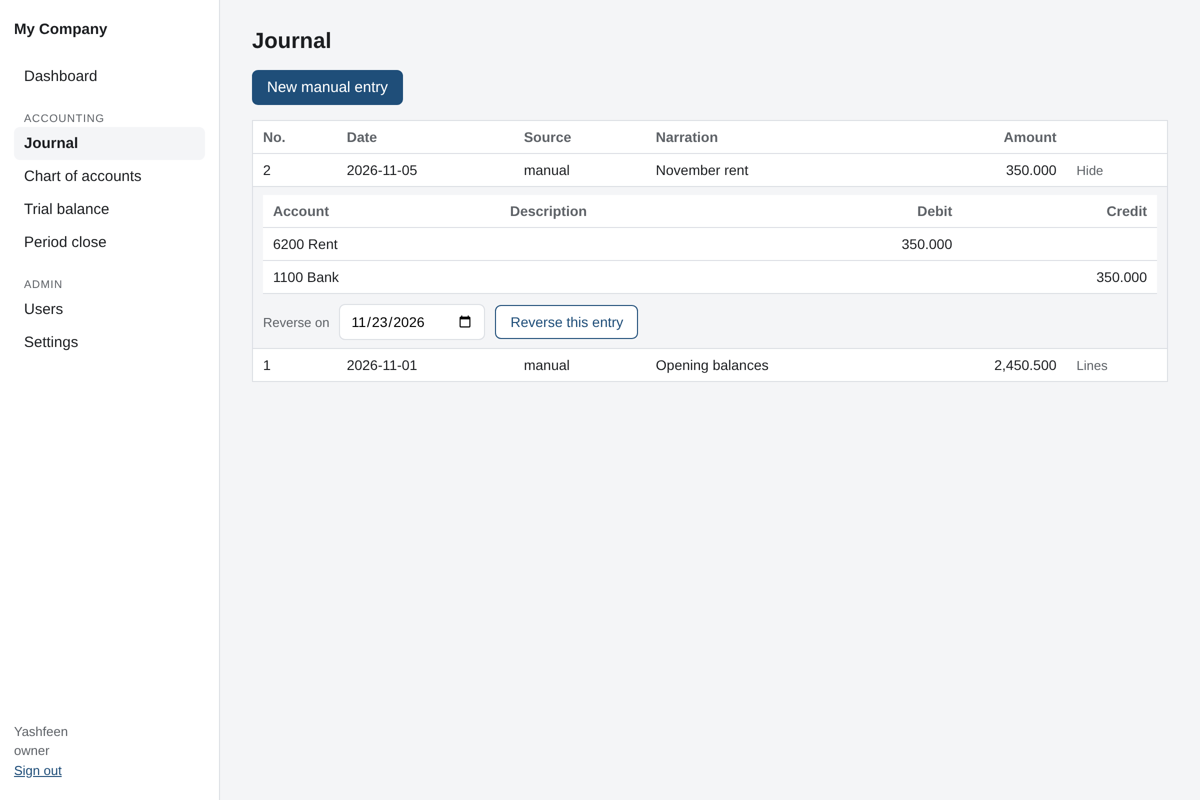 My Company
Dashboard
ACCOUNTING
Journal
Chart of accounts
Trial balance
Period close
ADMIN
Users
Settings
Yashfeen
owner
Sign out
Journal
New manual entry
No. Date Source Narration Amount
2 2026-11-05 manual November rent 350.000 Hide
Account Description Debit Credit
6200 Rent 350.000
1100 Bank 350.000
Reverse on 11/23/2026 Reverse this entry
1 2026-11-01 manual Opening balances 2,450.500 Lines